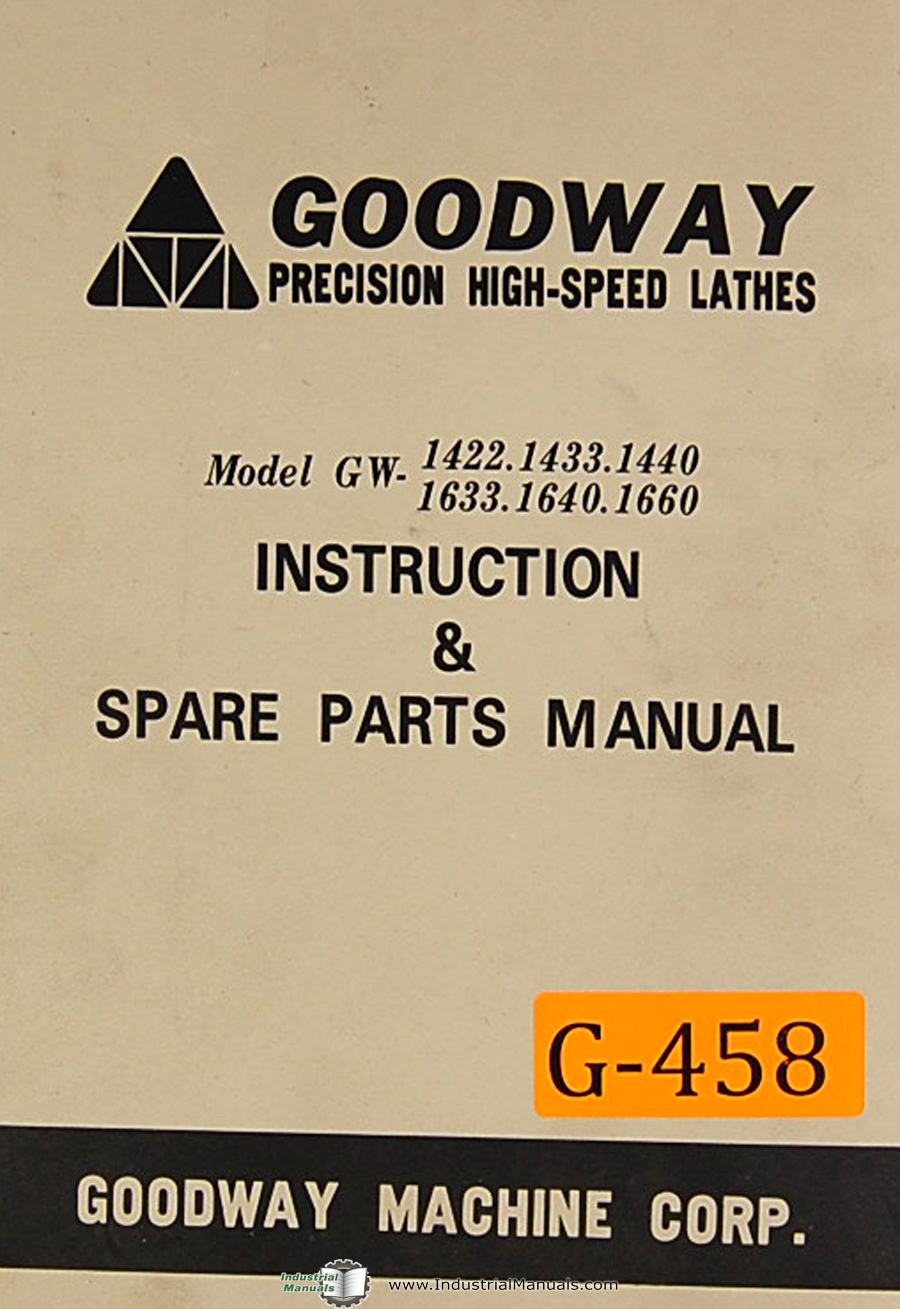 GOODWAY
PRECISION HIGH-SPEED LATHES
Model GW- 1422.1433.1440
1633.1640.1660
INSTRUCTION
&
SPARE PARTS MANUAL
G-458
GOODWAY MACHINE CORP.
Industrial
Manuals
www.IndustrialManuals.com